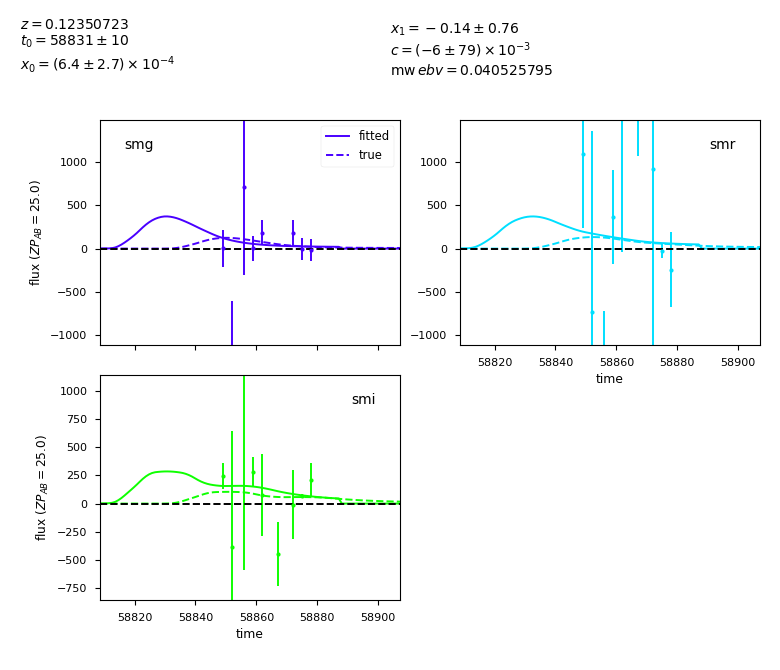 z = 0.12350723
t₀ = 58831 ± 10
x₀ = (6.4 ± 2.7) × 10⁻⁴
x₁ = −0.14 ± 0.76
c = (−6 ± 79) × 10⁻³
mw ebv = 0.040525795
smg
fitted
true
1000
500
0
−500
−1000
flux (ZP_AB = 25.0)
smr
1000
500
0
−500
−1000
58820 58840 58860 58880 58900
time
smi
1000
750
500
250
0
−250
−500
−750
flux (ZP_AB = 25.0)
58820 58840 58860 58880 58900
time